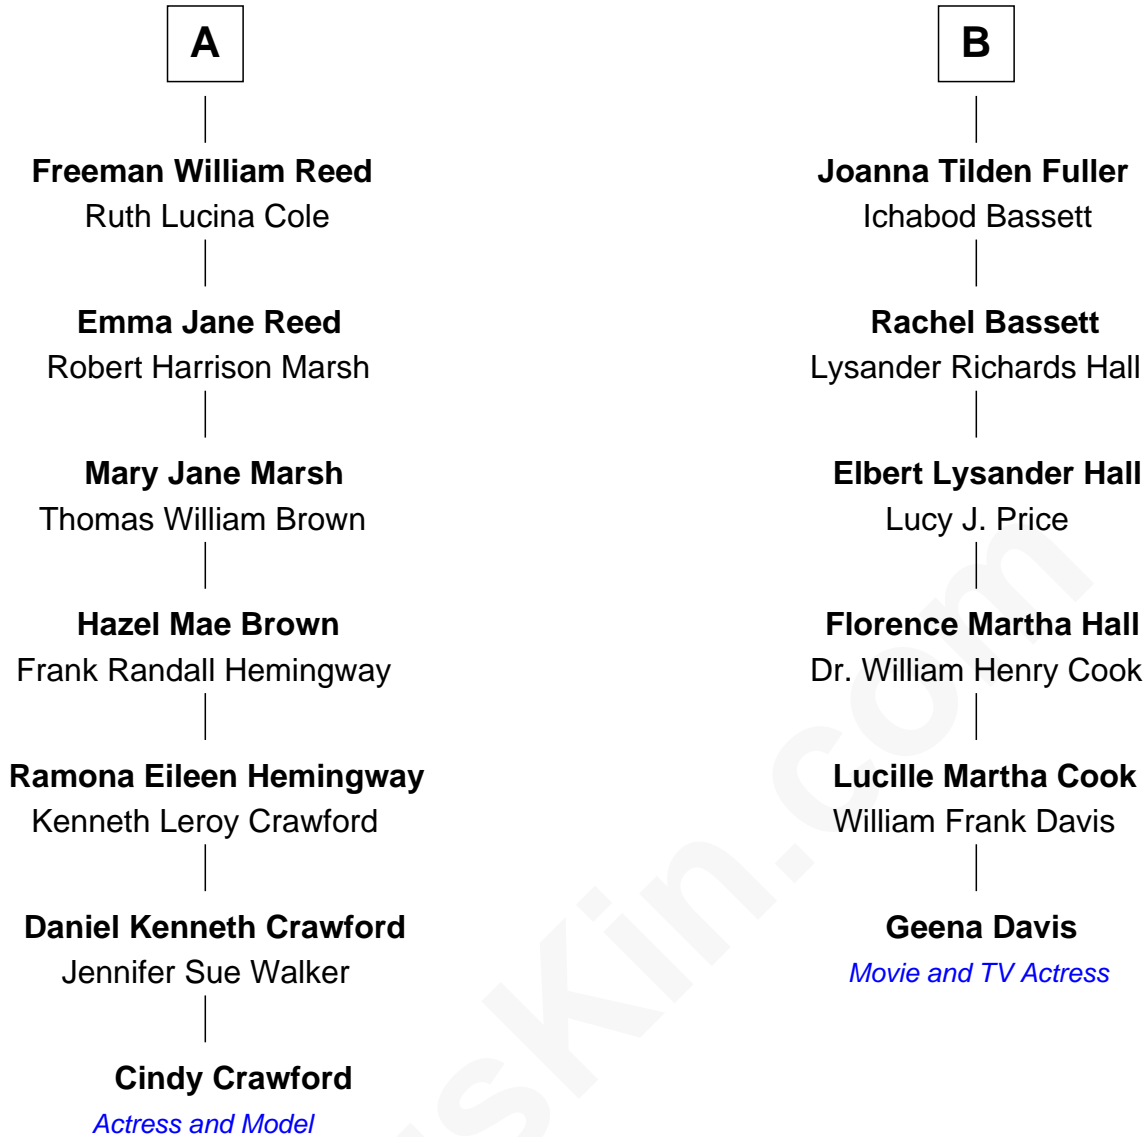 A
Freeman William Reed
Ruth Lucina Cole
Emma Jane Reed
Robert Harrison Marsh
Mary Jane Marsh
Thomas William Brown
Hazel Mae Brown
Frank Randall Hemingway
Ramona Eileen Hemingway
Kenneth Leroy Crawford
Daniel Kenneth Crawford
Jennifer Sue Walker
Cindy Crawford
Actress and Model
B
Joanna Tilden Fuller
Ichabod Bassett
Rachel Bassett
Lysander Richards Hall
Elbert Lysander Hall
Lucy J. Price
Florence Martha Hall
Dr. William Henry Cook
Lucille Martha Cook
William Frank Davis
Geena Davis
Movie and TV Actress
sKin.com